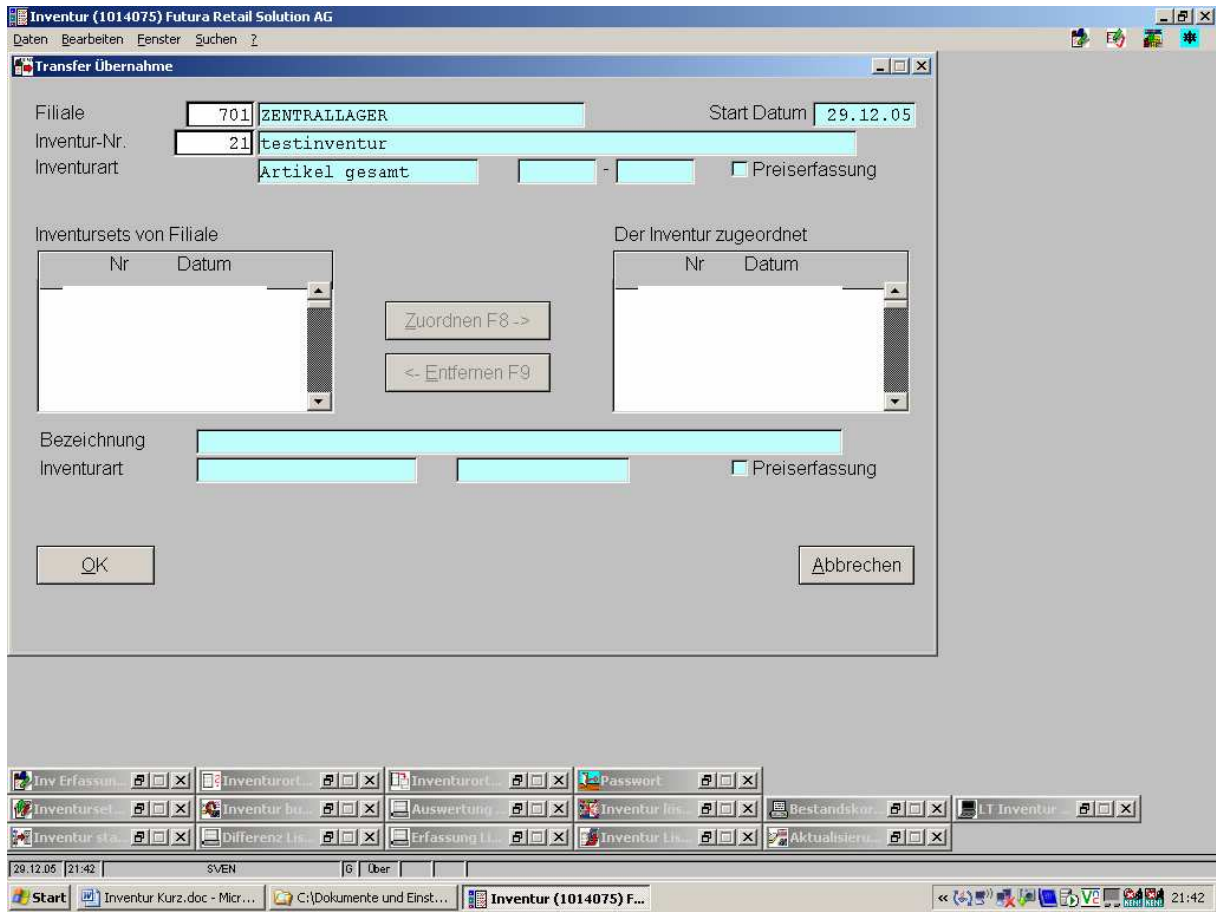 Inventur (1014075) Futura Retail Solution AG
Daten Bearbeiten Fenster Suchen ?
Transfer Übernahme
Filiale 701 ZENTRALLAGER Start Datum 29.12.05
Inventur-Nr. 21 testinventur
Inventurart Artikel gesamt - Preiserfassung
Inventursets von Filiale Der Inventur zugeordnet
Nr Datum Nr Datum
Zuordnen F8 ->
<- Entfernen F9
Bezeichnung
Inventurart Preiserfassung
OK Abbrechen
Inv Erfassun... Inventurort... Inventurort... Passwort
Inventurset... Inventur bu... Auswertung... Inventur lös... Bestandskor... LT Inventur...
Inventur sta... Differenz Lis... Erfassung Li... Inventur Lis... Aktualisieru...
29.12.05 21:42 SVEN G Über
Start Inventur Kurz.doc - Micr... C:\Dokumente und Einst... Inventur (1014075) F... « 21:42